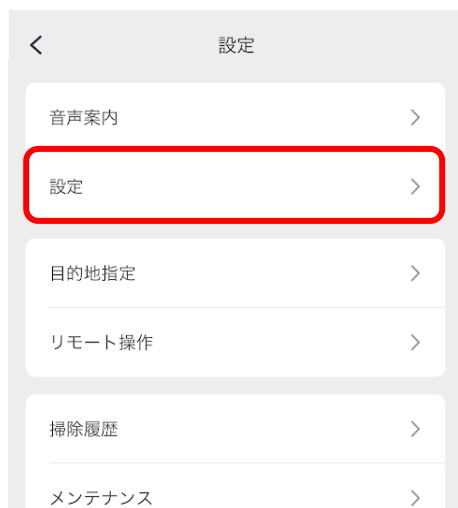 設定
音声案内
設定
目的地指定
リモート操作
掃除履歴
メンテナンス